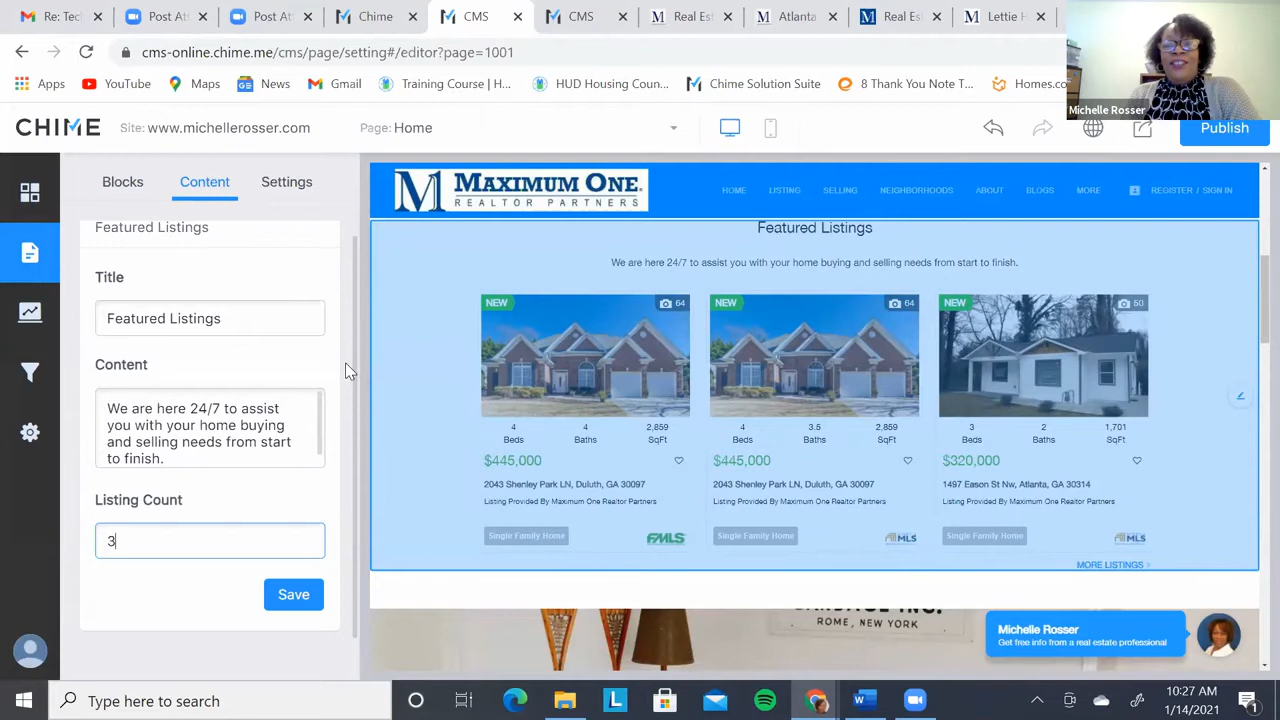 Re: Tech
Post Att
Post Att
Chime
CMS
CMS
Real Es
Atlanta
Real Es
Lettie H
cms-online.chime.me/cms/page/setting#/editor?page=1001
Apps
YouTube
Maps
News
Gmail
Training Course | H...
HUD Housing Coun...
Chime Solution Suite
8 Thank You Note T...
Homes.co
Michelle Rosser
CHIME
Site: www.michellerosser.com
Page: Home
Publish
Blocks Content Settings
Featured Listings
Title
Featured Listings
Content
We are here 24/7 to assist
you with your home buying
and selling needs from start
to finish.
Listing Count
3
Save
M MAXIMUM ONE
REALTOR PARTNERS
HOME LISTING SELLING NEIGHBORHOODS ABOUT BLOGS MORE REGISTER / SIGN IN
Featured Listings
We are here 24/7 to assist you with your home buying and selling needs from start to finish.
NEW 64
NEW 64
NEW 50
4 4 2,859
Beds Baths SqFt
$445,000
2043 Shenley Park LN, Duluth, GA 30097
Listing Provided By Maximum One Realtor Partners
Single Family Home FMLS
4 3.5 2,859
Beds Baths SqFt
$445,000
2043 Shenley Park LN, Duluth, GA 30097
Listing Provided By Maximum One Realtor Partners
Single Family Home MLS
3 2 1,701
Beds Baths SqFt
$320,000
1497 Eason St Nw, Atlanta, GA 30314
Listing Provided By Maximum One Realtor Partners
Single Family Home MLS
MORE LISTINGS >
INC.
ROME, NEW YORK
Michelle Rosser
Get free info from a real estate professional
Type here to search
10:27 AM
1/14/2021
1